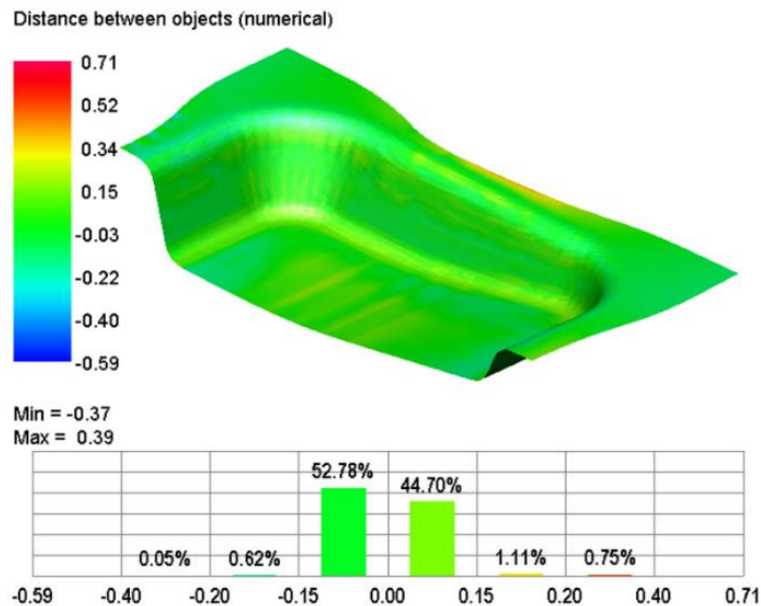 Distance between objects (numerical)
0.71
0.52
0.34
0.15
-0.03
-0.22
-0.40
-0.59
Min = -0.37
Max = 0.39
0.05% 0.62% 52.78% 44.70% 1.11% 0.75%
-0.59 -0.40 -0.20 -0.15 0.00 0.15 0.20 0.40 0.71